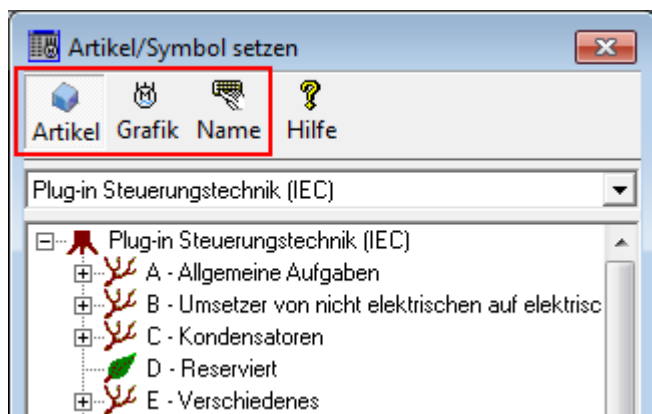 Artikel/Symbol setzen
Artikel Grafik Name Hilfe
Plug-in Steuerungstechnik (IEC)
Plug-in Steuerungstechnik (IEC)
A - Allgemeine Aufgaben
B - Umsetzer von nicht elektrischen auf elektrisc
C - Kondensatoren
D - Reserviert
E - Verschiedenes